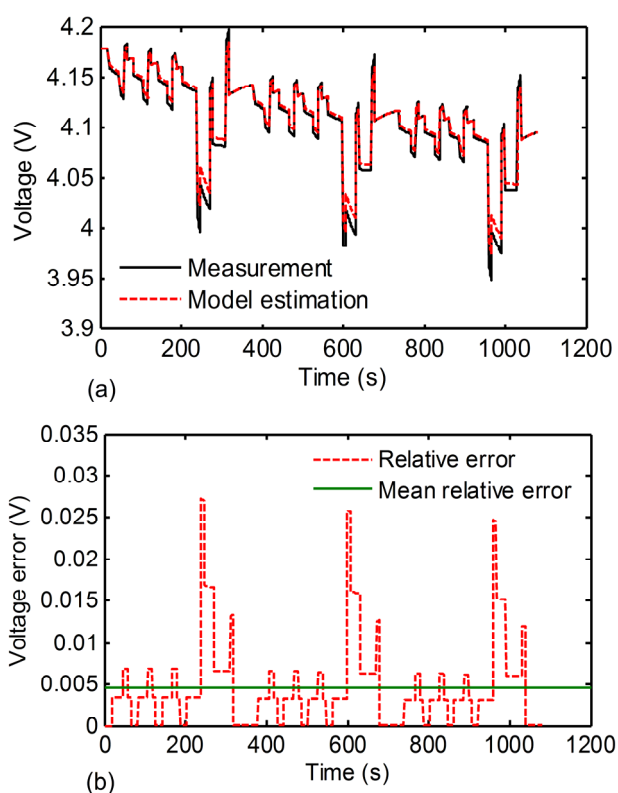 4.2
4.15
4.1
4.05
4
3.95
3.9
Voltage (V)
Measurement
Model estimation
0 200 400 600 800 1000 1200
Time (s)
(a)
0.035
0.03
0.025
0.02
0.015
0.01
0.005
0
Voltage error (V)
Relative error
Mean relative error
0 200 400 600 800 1000 1200
Time (s)
(b)